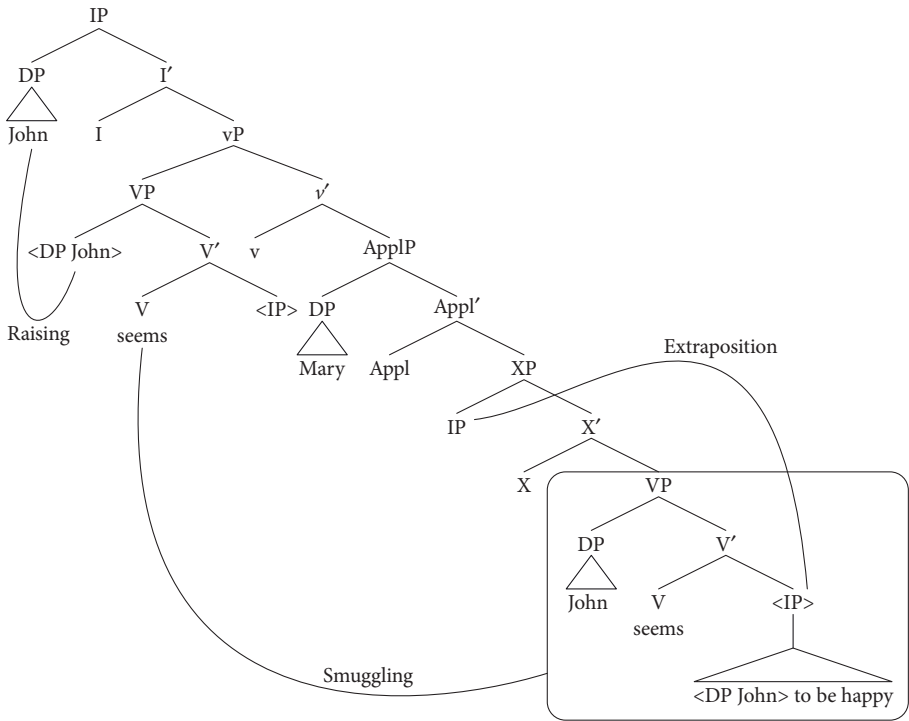 IP
DP I′
John I vP
VP v′
<DP John> V′ v ApplP
V <IP> DP Appl′
seems
Raising
Mary Appl XP
Extraposition
IP X′
X VP
DP V′
John V <IP>
seems
Smuggling
<DP John> to be happy